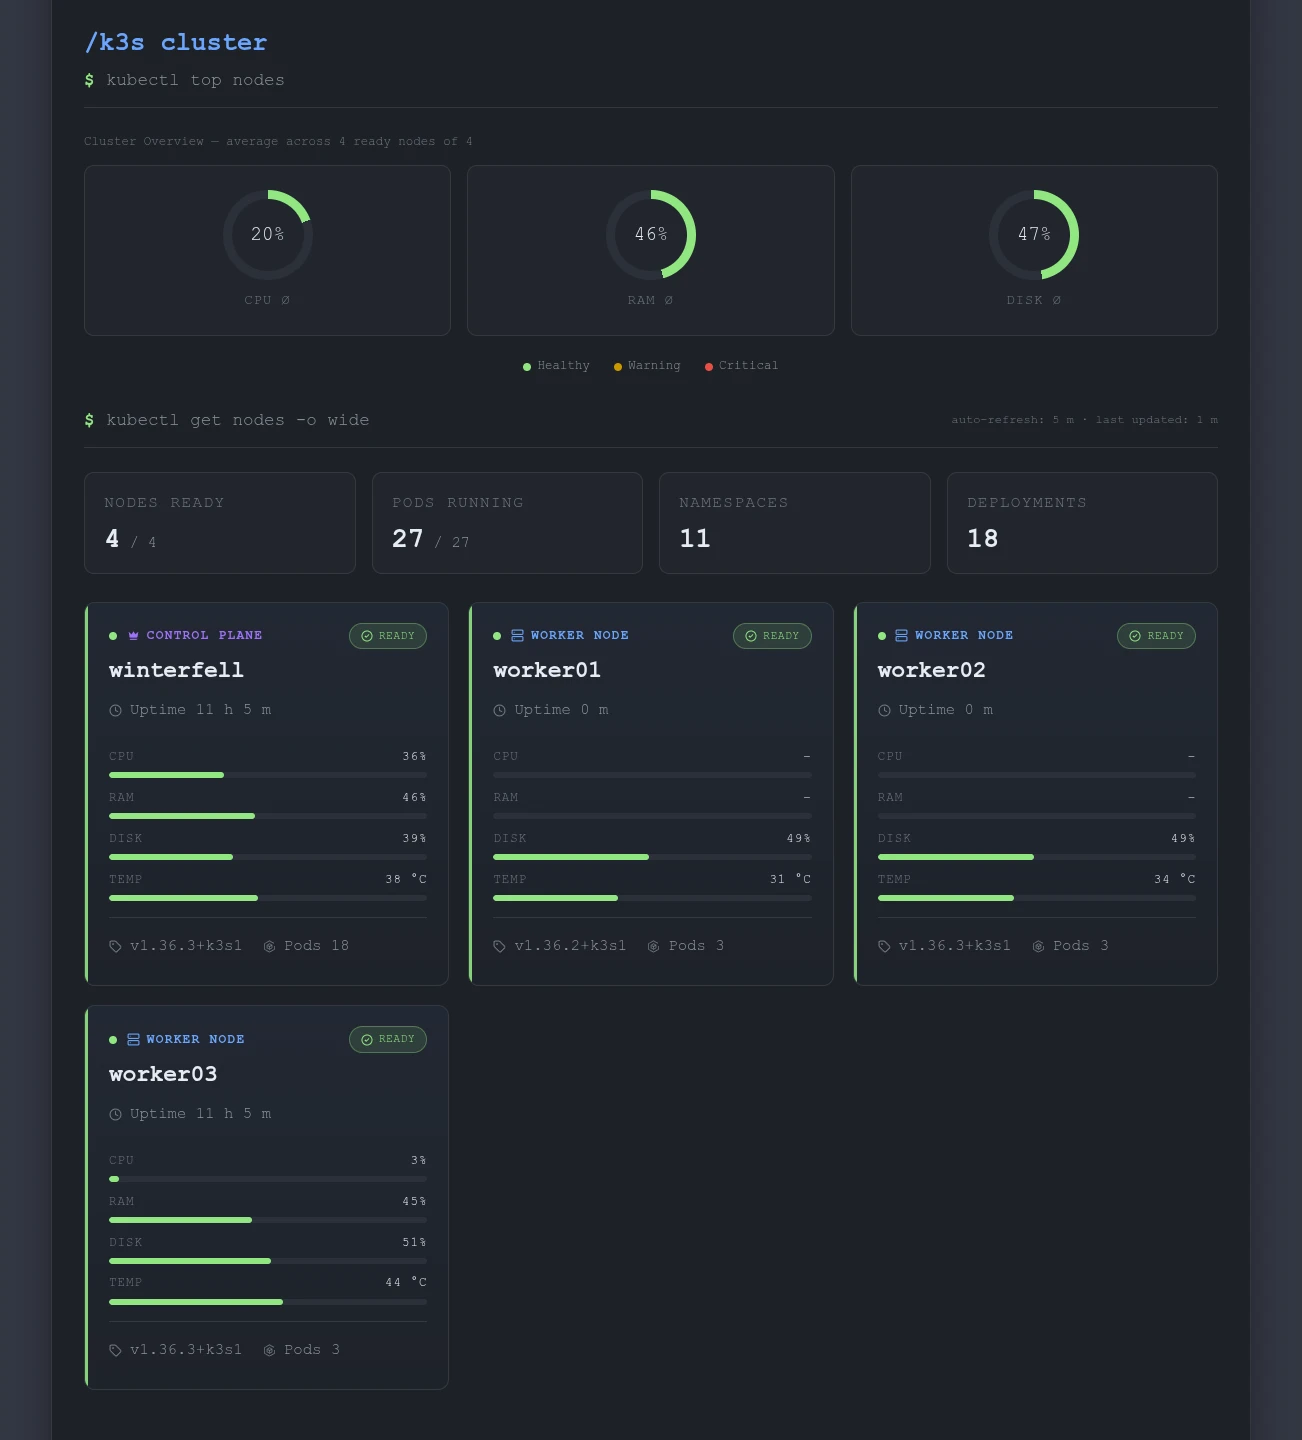 /k3s cluster
$ kubectl top nodes
Cluster Overview — average across 4 ready nodes of 4
20%
CPU Ø
46%
RAM Ø
47%
DISK Ø
Healthy
Warning
Critical
$ kubectl get nodes -o wide
auto-refresh: 5 m · last updated: 1 m
NODES READY
4 / 4
PODS RUNNING
27 / 27
NAMESPACES
11
DEPLOYMENTS
18
CONTROL PLANE
READY
winterfell
Uptime 11 h 5 m
CPU 36%
RAM 46%
DISK 39%
TEMP 38 °C
v1.36.3+k3s1 Pods 18
WORKER NODE
READY
worker01
Uptime 0 m
CPU –
RAM –
DISK 49%
TEMP 31 °C
v1.36.2+k3s1 Pods 3
WORKER NODE
READY
worker02
Uptime 0 m
CPU –
RAM –
DISK 49%
TEMP 34 °C
v1.36.3+k3s1 Pods 3
WORKER NODE
READY
worker03
Uptime 11 h 5 m
CPU 3%
RAM 45%
DISK 51%
TEMP 44 °C
v1.36.3+k3s1 Pods 3